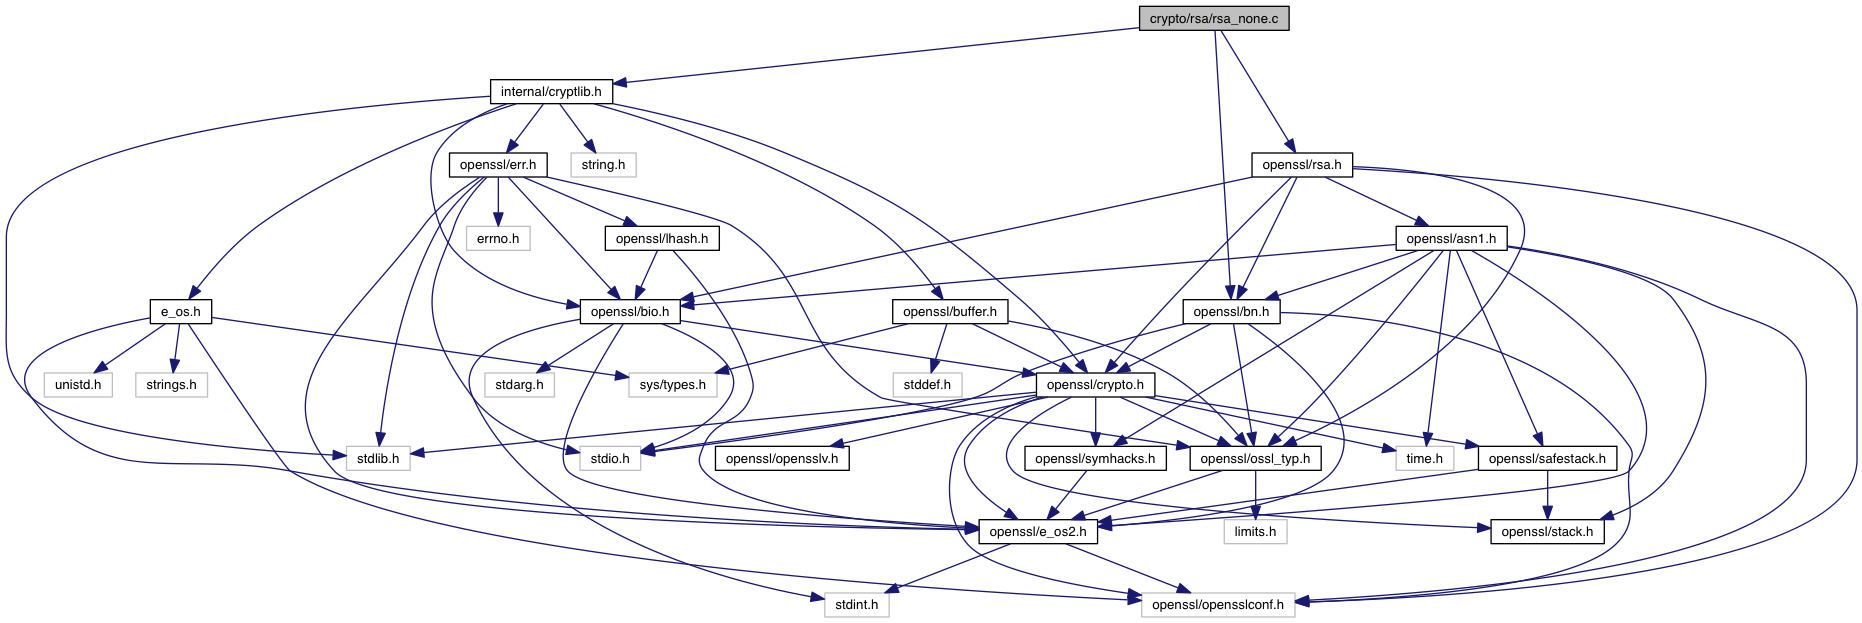 crypto/rsa/rsa_none.c
internal/cryptlib.h
openssl/err.h
string.h
openssl/rsa.h
errno.h
openssl/lhash.h
openssl/asn1.h
e_os.h
openssl/bio.h
openssl/buffer.h
openssl/bn.h
unistd.h
strings.h
stdarg.h
sys/types.h
stddef.h
openssl/crypto.h
stdlib.h
stdio.h
openssl/opensslv.h
openssl/symhacks.h
openssl/ossl_typ.h
time.h
openssl/safestack.h
openssl/e_os2.h
limits.h
openssl/stack.h
stdint.h
openssl/opensslconf.h